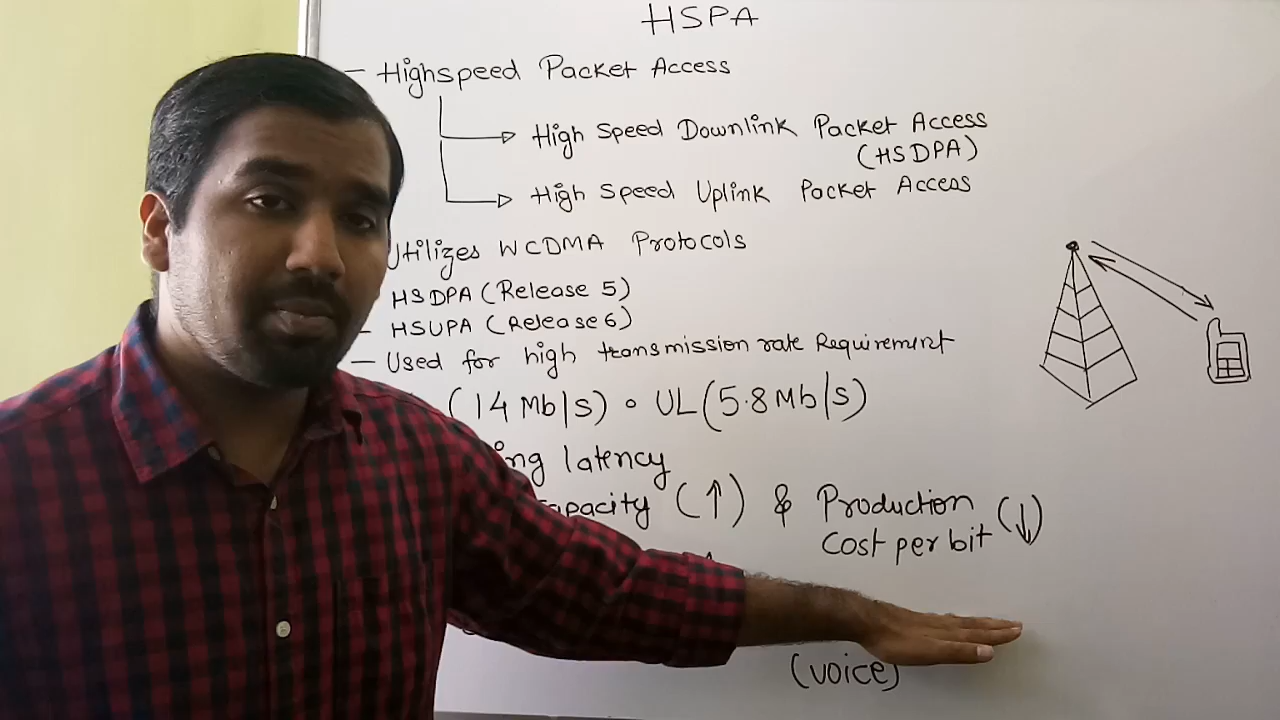 HSPA
- Highspeed Packet Access
High Speed Downlink Packet Access
(HSDPA)
High Speed Uplink Packet Access
Utilizes WCDMA Protocols
HSDPA (Release 5)
- HSUPA (Release 6)
- Used for high transmission rate Requirement
(14 Mb/s) • UL (5.8 Mb/s)
latency
(↑) & Production
Cost per bit (↓)
(voice)